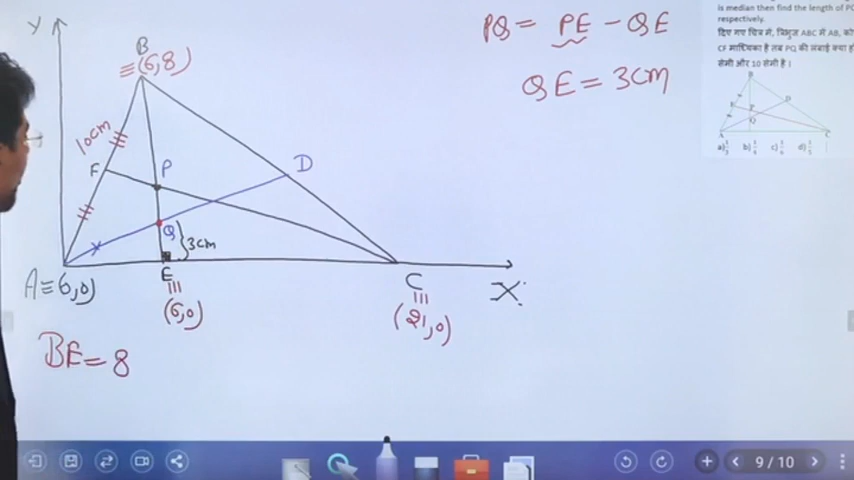 Y
B
≡(6,8)
10cm
F
P
D
Q
3cm
A≡6,0)
E
(6,0)
C
(21,0)
X
BE=8
PQ = PE - QE
QE = 3cm
is median then find the length of PQ
respectively.
दिए गए चित्र में, त्रिभुज ABC में AB, को
CF माध्यिका है तब PQ की लंबाई क्या
सेमी और 10 सेमी है।
B
F
P
D
Q
A
C
9 / 10